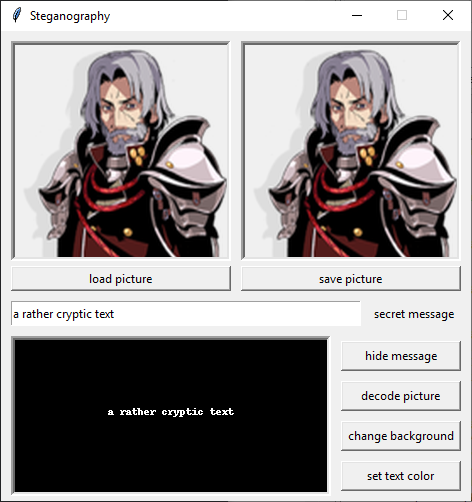 Steganography
load picture
save picture
a rather cryptic text
secret message
a rather cryptic text
hide message
decode picture
change background
set text color